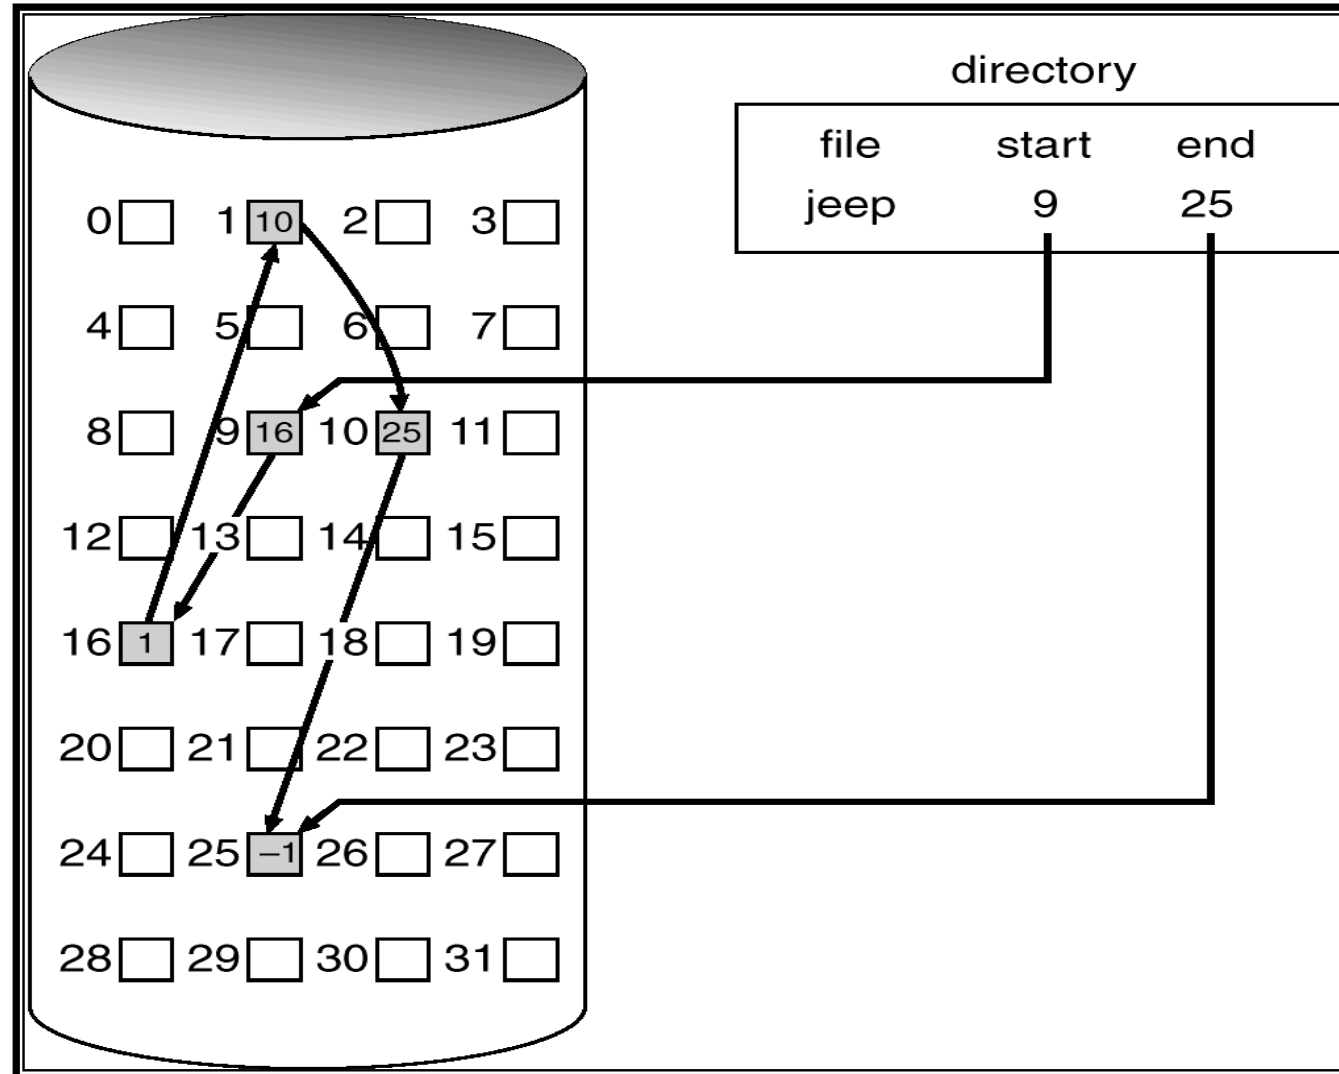 directory
file start end
jeep 9 25
0 1 10 2 3
4 5 6 7
8 9 16 10 25 11
12 13 14 15
16 1 17 18 19
20 21 22 23
24 25 –1 26 27
28 29 30 31